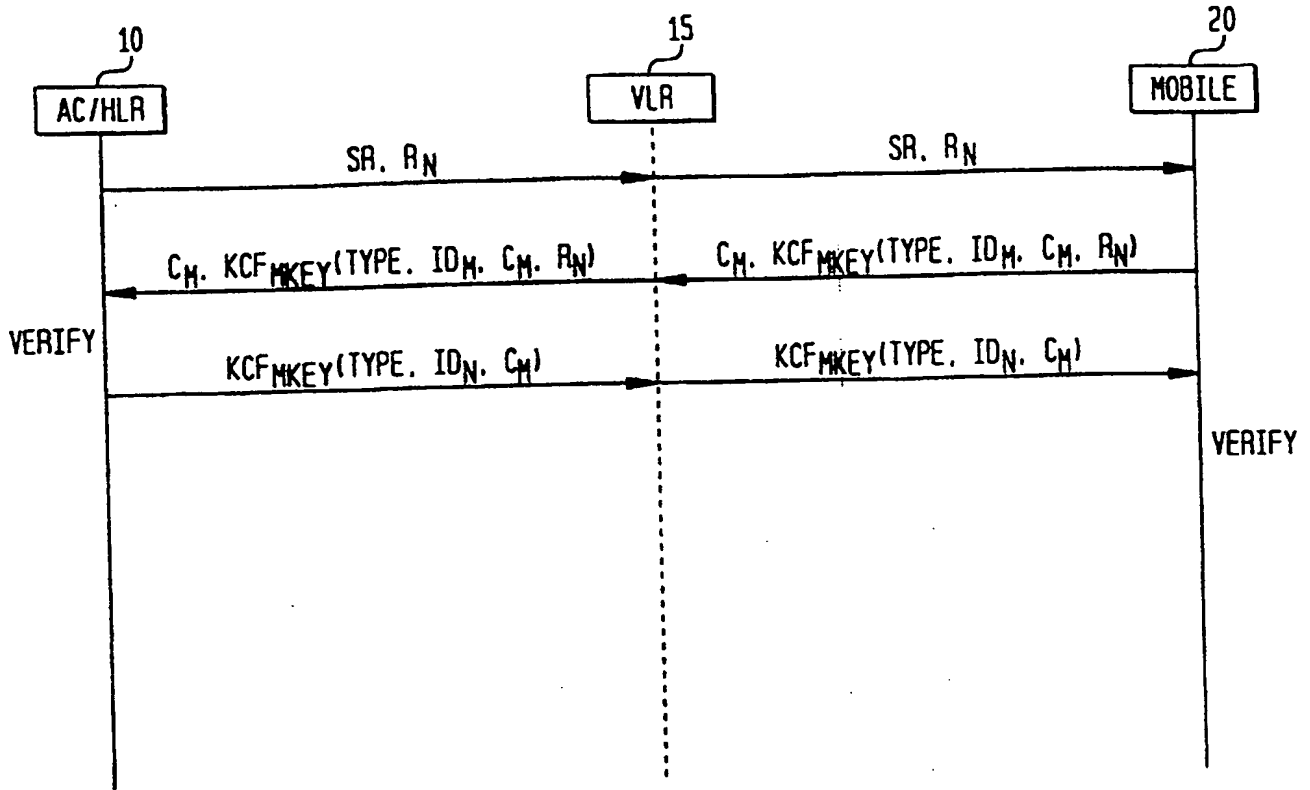 10
15
20
AC/HLR
VLR
MOBILE
SR. RN
SR. RN
CM. KCFMKEY(TYPE. IDM. CM. RN)
CM. KCFMKEY(TYPE. IDM. CM. RN)
VERIFY
KCFMKEY(TYPE. IDN. CM)
KCFMKEY(TYPE. IDN. CM)
VERIFY